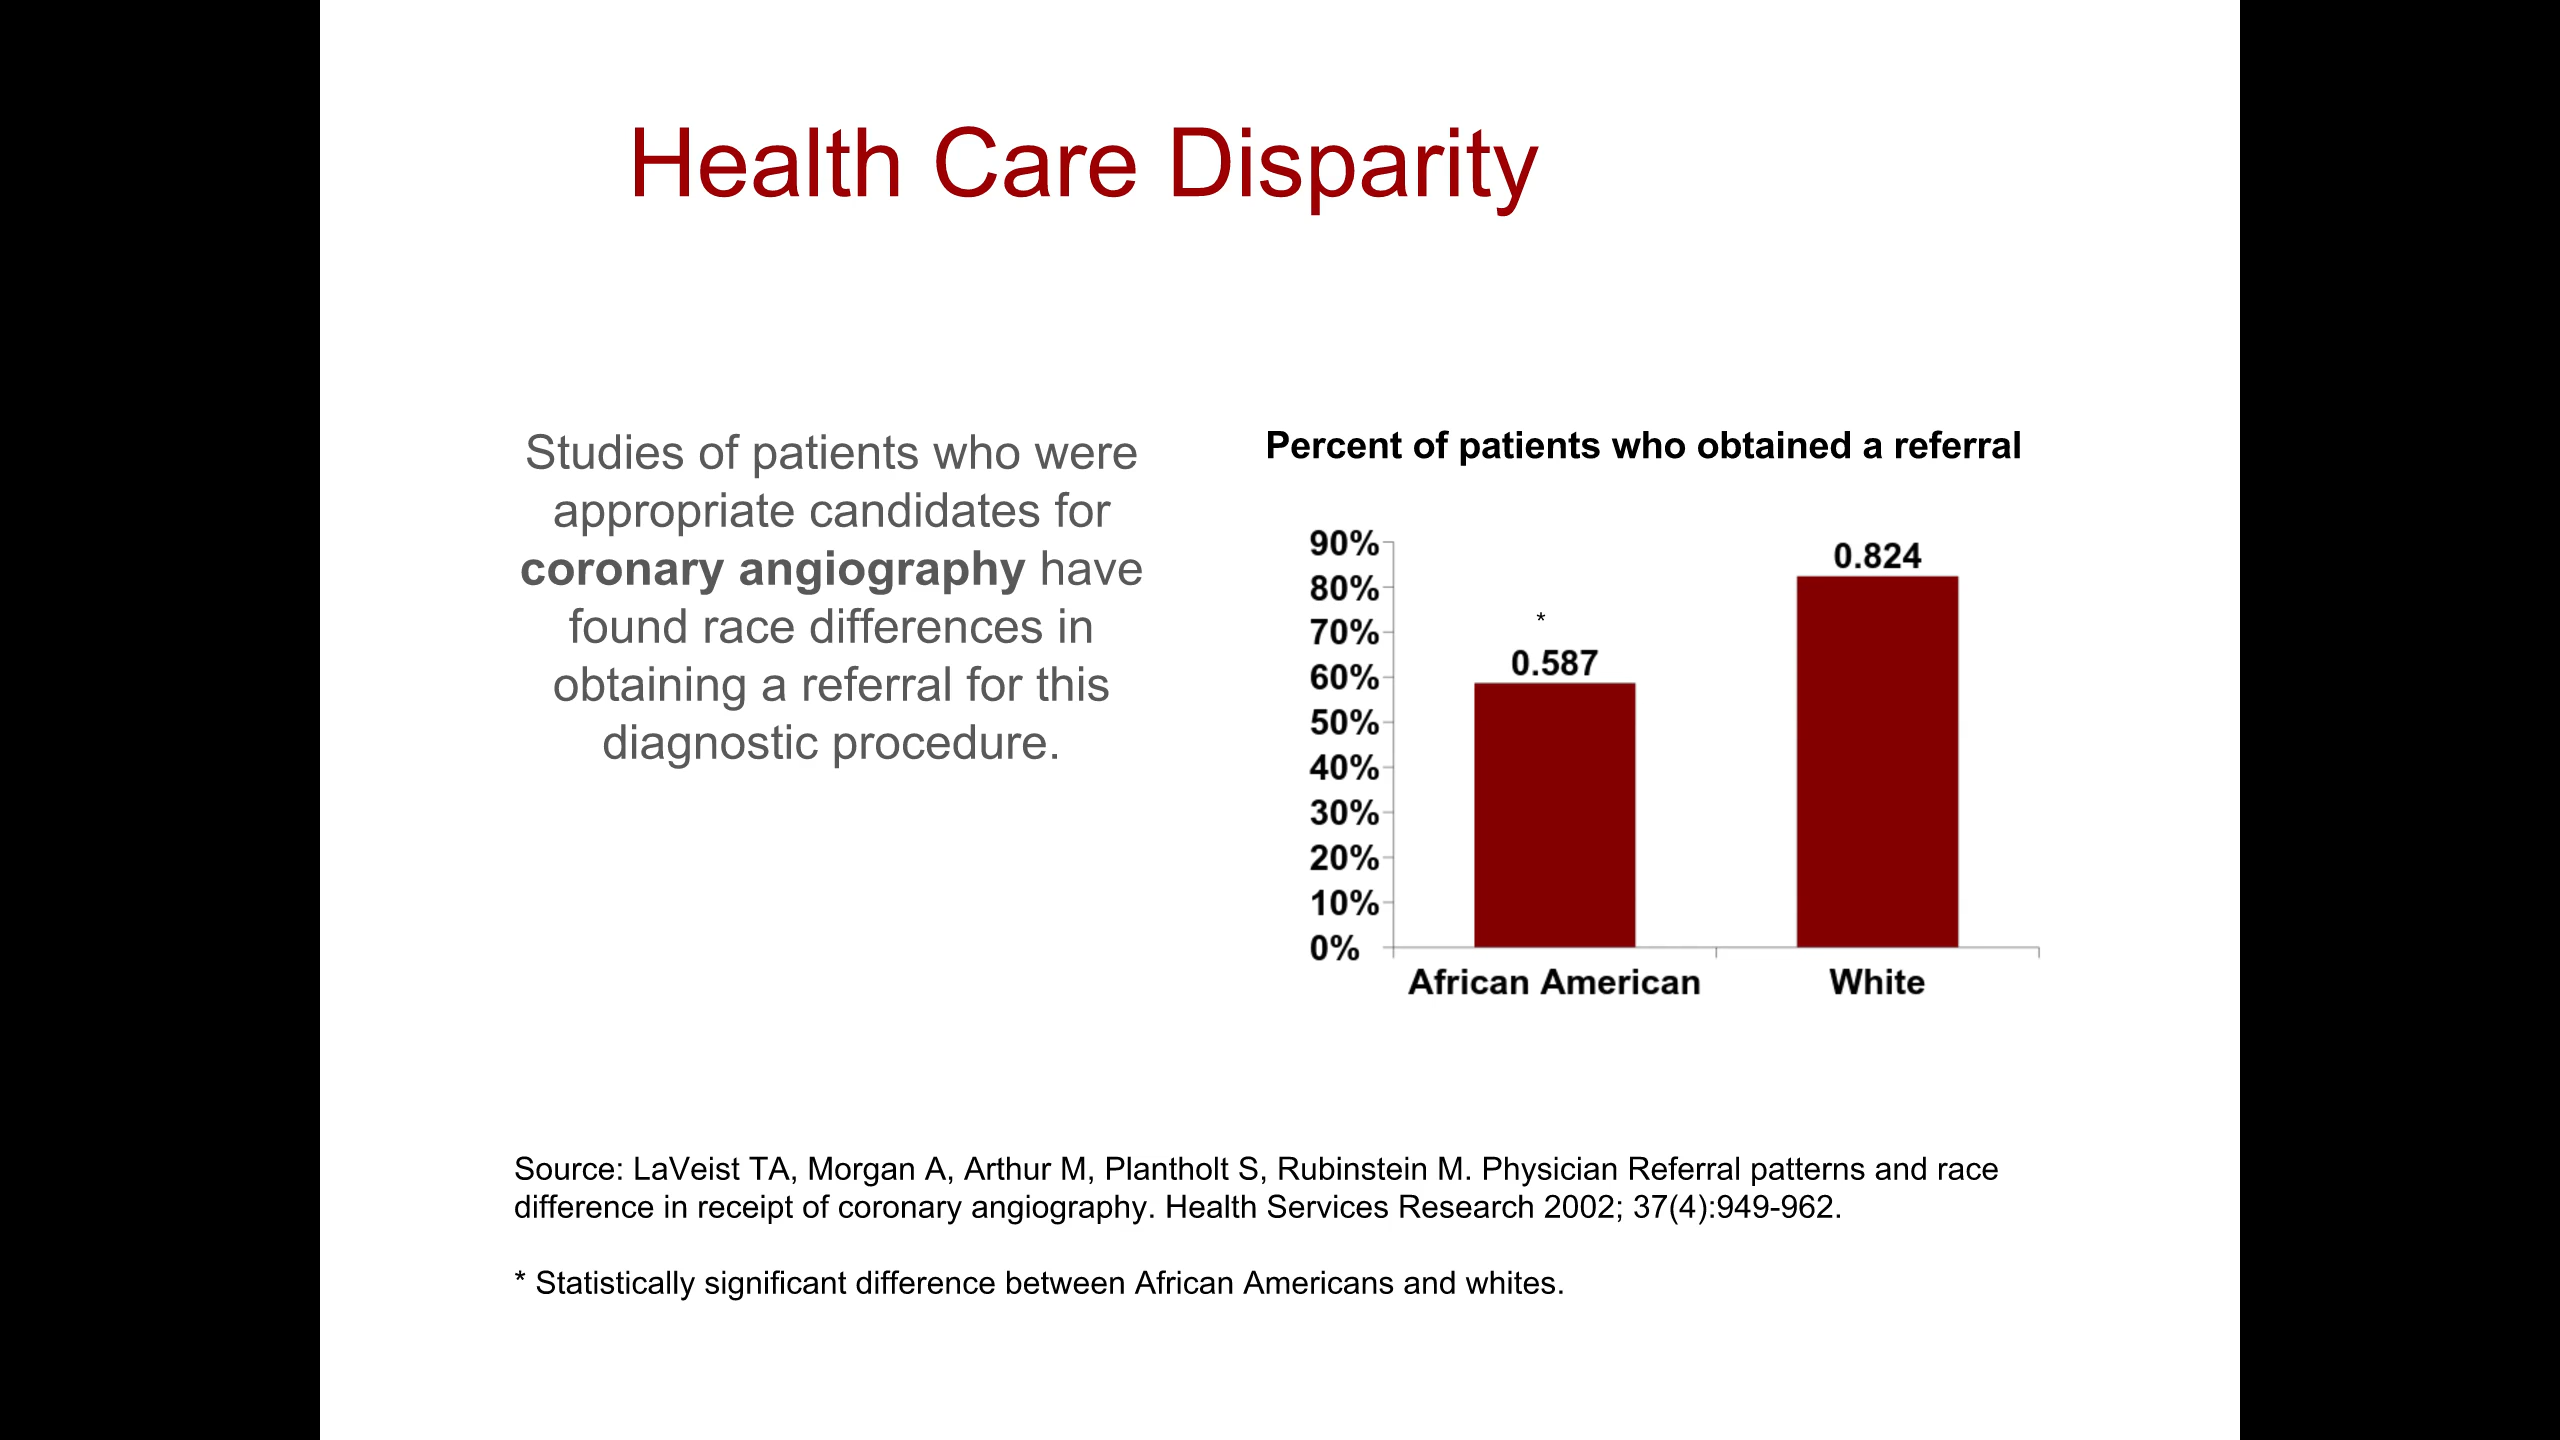 Health Care Disparity
Studies of patients who were
appropriate candidates for
coronary angiography have
found race differences in
obtaining a referral for this
diagnostic procedure.
Percent of patients who obtained a referral
90%
80%
70%
60%
50%
40%
30%
20%
10%
0%
*
0.587
0.824
African American
White
Source: LaVeist TA, Morgan A, Arthur M, Plantholt S, Rubinstein M. Physician Referral patterns and race
difference in receipt of coronary angiography. Health Services Research 2002; 37(4):949-962.
* Statistically significant difference between African Americans and whites.